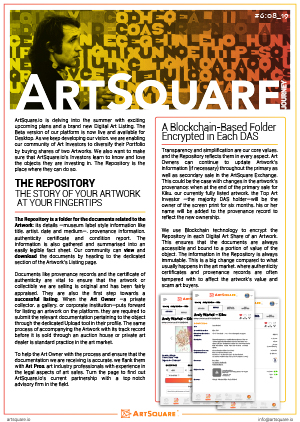 #6:08_19
ARTSQUARE
JOURNEY
ArtSquare.io is delving into the summer with exciting
upcoming plans and a brand new Digital Art Listing. The
Beta version of our platform is now live and available for
Desktop. As we keep developing our vision, we are enabling
our community of Art Investors to diversify their Portfolio
by buying shares of two Artworks. We also want to make
sure that ArtSquare.io's Investors learn to know and love
the objects they are investing in. The Repository is the
place where they can do so.
THE REPOSITORY
THE STORY OF YOUR ARTWORK
AT YOUR FINGERTIPS
The Repository is a folder for the documents related to the
Artwork: its details —museum label style information like
title, artist, date and medium—, provenance information,
authenticity certificate and condition report. The
information is also gathered and summarised into an
easily legible fact sheet. Our community can view and
download the documents by heading to the dedicated
section of the Artwork's Listing page.
Documents like provenance records and the certificate of
authenticity are vital to ensure that the artwork or
collectible we are selling is original and has been fairly
appraised. They are also the first step towards a
successful listing. When the Art Owner —a private
collector, a gallery, or corporate institution—puts forward
for listing an artwork on the platform, they are required to
submit the relevant documentation pertaining to the object
through the dedicated Upload tool in their profile. The same
process of accompanying the Artwork with its track record
before it is sold through an auction house or private art
dealer is standard practice in the art market.
To help the Art Owner with the process and ensure that the
documentation we are receiving is accurate, we flank them
with Art Pros, art industry professionals with experience in
the legal aspects of art sales. Turn the page to find out
ArtSquare.io's current partnership with a top-notch
advisory firm in the field.
A Blockchain-Based Folder
Encrypted in Each DAS
Transparency and simplification are our core values,
and the Repository reflects them in every aspect. Art
Owners can continue to update Artwork's
information (if necessary) throughout the primary as
well as secondary sale in the ArtSquare Exchange.
This could be the case with changes in the artwork's
provenance: when at the end of the primary sale for
Kiku, our currently fully listed artwork, the Top Art
Investor —the majority DAS holder—will be the
owner of the screen print for six months, his or her
name will be added to the provenance record to
reflect the new ownership.
We use Blockchain technology to encrypt the
Repository in each Digital Art Share of an Artwork.
This ensures that the documents are always
accessible and bound to a portion of value of the
object. The information in the Repository is always
immutable. This is a big change compared to what
usually happens in the art market, where authenticity
certificates and provenance records are often
tampered with to affect the artwork's value and
scam art buyers.
ARTSQUARE
artsquare.io
info@artsquare.io